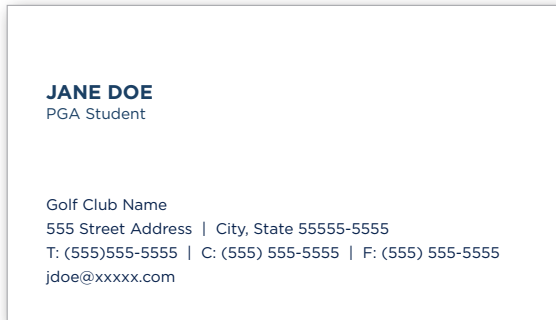 JANE DOE
PGA Student
Golf Club Name
555 Street Address | City, State 55555-5555
T: (555)555-5555 | C: (555) 555-5555 | F: (555) 555-5555
jdoe@xxxxx.com